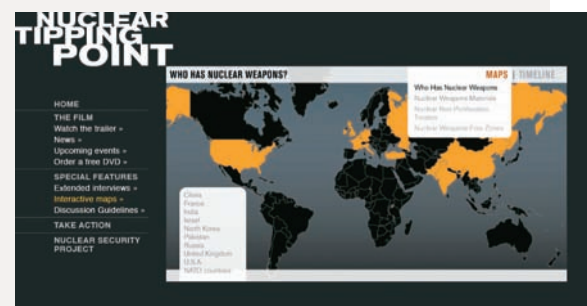 NUCLEAR
TIPPING
POINT
WHO HAS NUCLEAR WEAPONS?
MAPS | TIMELINE
Who Has Nuclear Weapons
Nuclear Weapons Materials
Nuclear Non-Proliferation
Treaties
Nuclear Weapons Free Zones
HOME
THE FILM
Watch the trailer »
News »
Upcoming events »
Order a free DVD »
SPECIAL FEATURES
Extended interviews »
Interactive maps »
Discussion Guidelines »
TAKE ACTION
NUCLEAR SECURITY
PROJECT
China
France
India
Israel
North Korea
Pakistan
Russia
United Kingdom
U.S.A
NATO countries